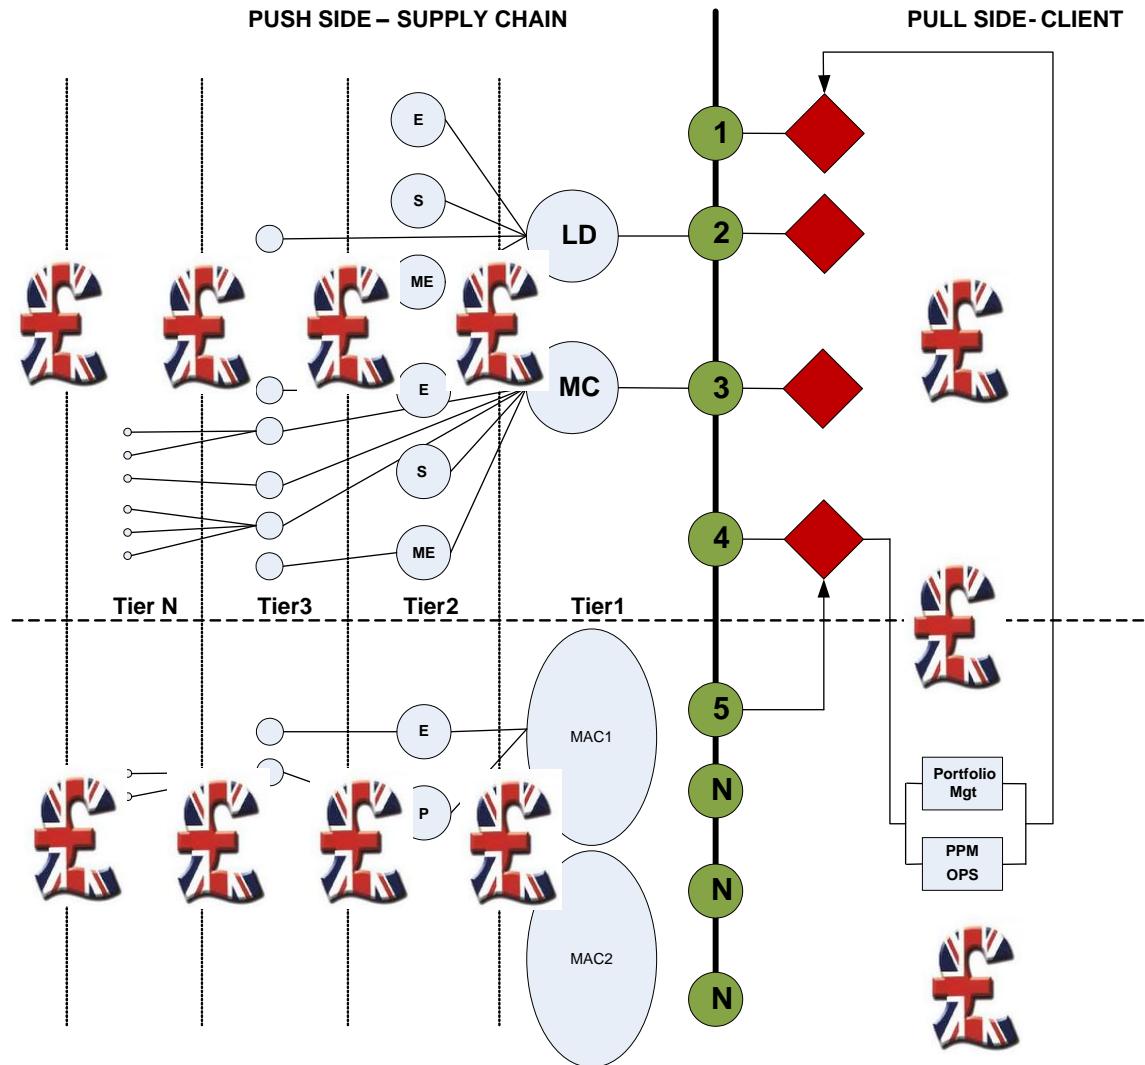 PUSH SIDE – SUPPLY CHAIN
PULL SIDE- CLIENT
E
1
S
LD
2
ME
E
MC
3
S
ME
4
Tier N
Tier3
Tier2
Tier1
5
E
MAC1
N
Portfolio
Mgt
P
PPM
OPS
N
MAC2
N